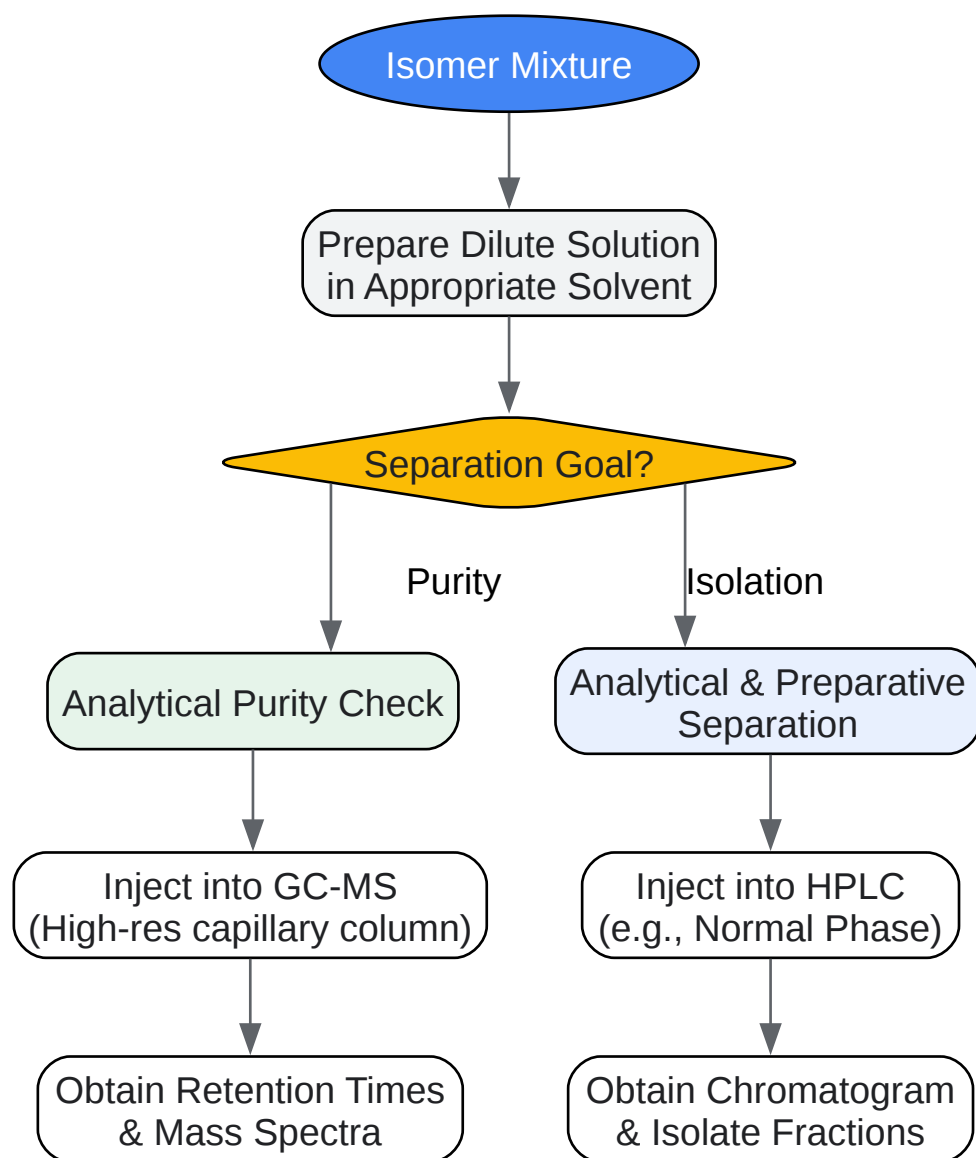 Isomer Mixture
Prepare Dilute Solution
in Appropriate Solvent
Separation Goal?
Purity
Isolation
Analytical Purity Check
Analytical & Preparative
Separation
Inject into GC-MS
(High-res capillary column)
Inject into HPLC
(e.g., Normal Phase)
Obtain Retention Times
& Mass Spectra
Obtain Chromatogram
& Isolate Fractions